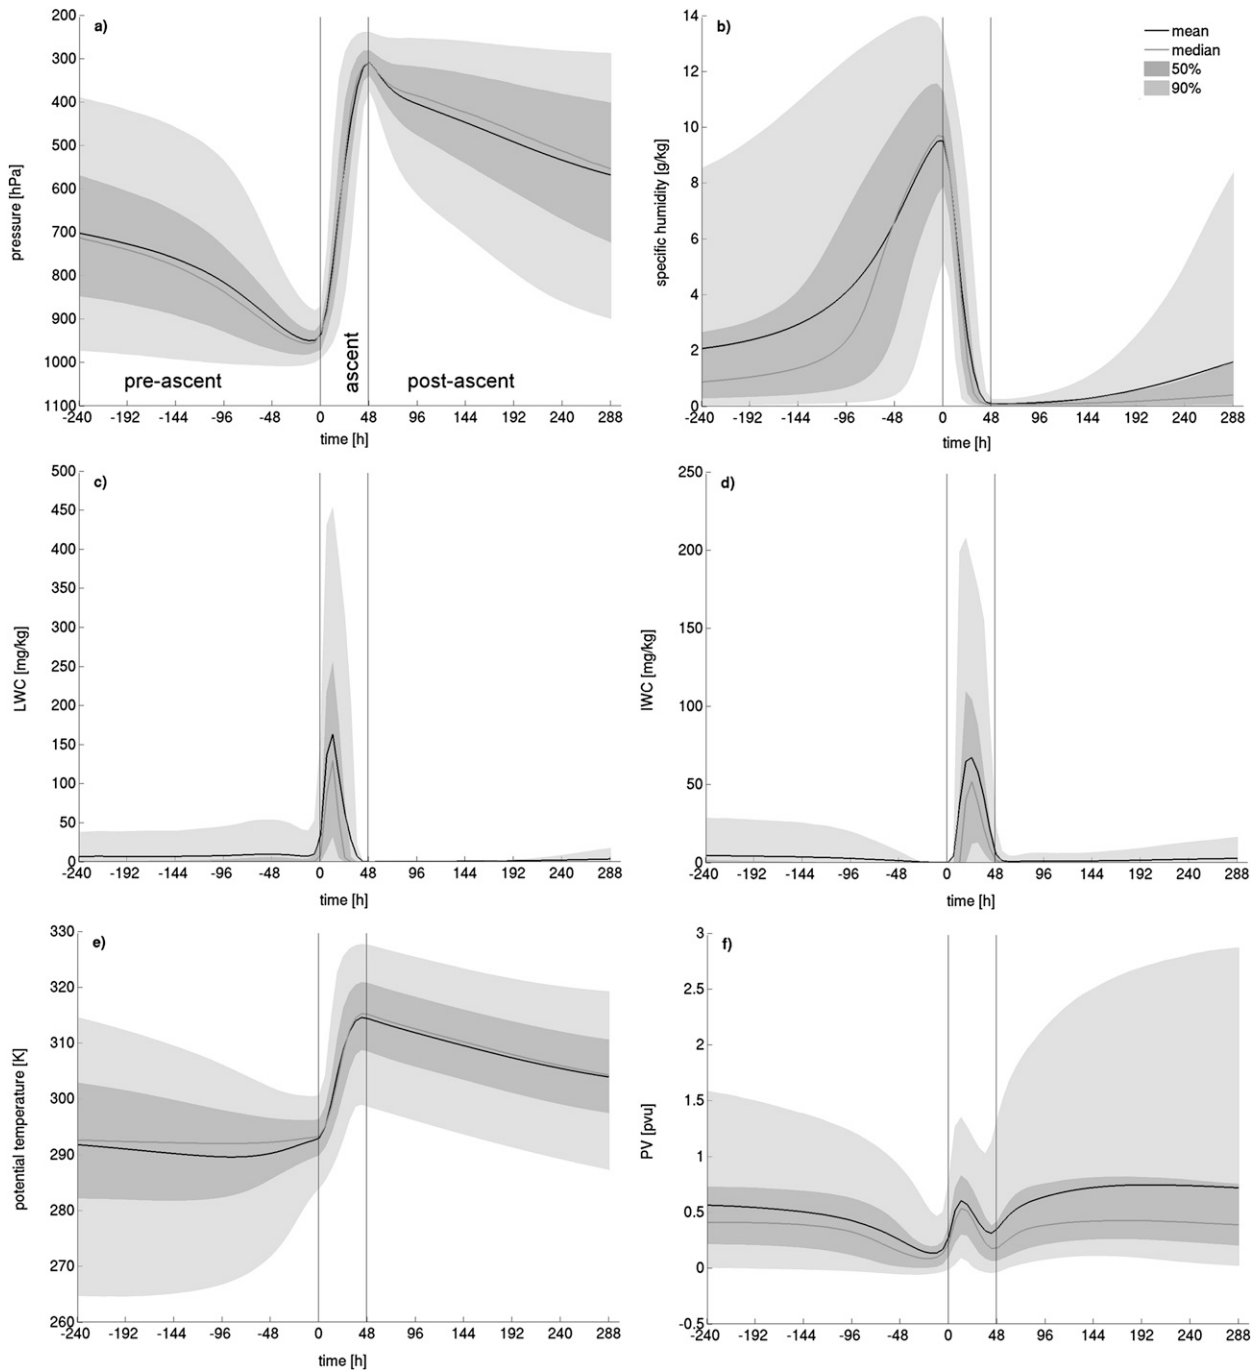 a)
200
300
400
500
600
700
800
900
1000
1100
pressure [hPa]
pre-ascent
ascent
post-ascent
-240 -192 -144 -96 -48 0 48 96 144 192 240 288
time [h]
b)
14
12
10
8
6
4
2
0
specific humidity [g/kg]
mean
median
50%
90%
-240 -192 -144 -96 -48 0 48 96 144 192 240 288
time [h]
c)
500
450
400
350
300
250
200
150
100
50
0
LWC [mg/kg]
-240 -192 -144 -96 -48 0 48 96 144 192 240 288
time [h]
d)
250
200
150
100
50
0
IWC [mg/kg]
-240 -192 -144 -96 -48 0 48 96 144 192 240 288
time [h]
e)
330
320
310
300
290
280
270
260
potential temperature [K]
-240 -192 -144 -96 -48 0 48 96 144 192 240 288
time [h]
f)
3
2.5
2
1.5
1
0.5
0
-0.5
PV [pvu]
-240 -192 -144 -96 -48 0 48 96 144 192 240 288
time [h]